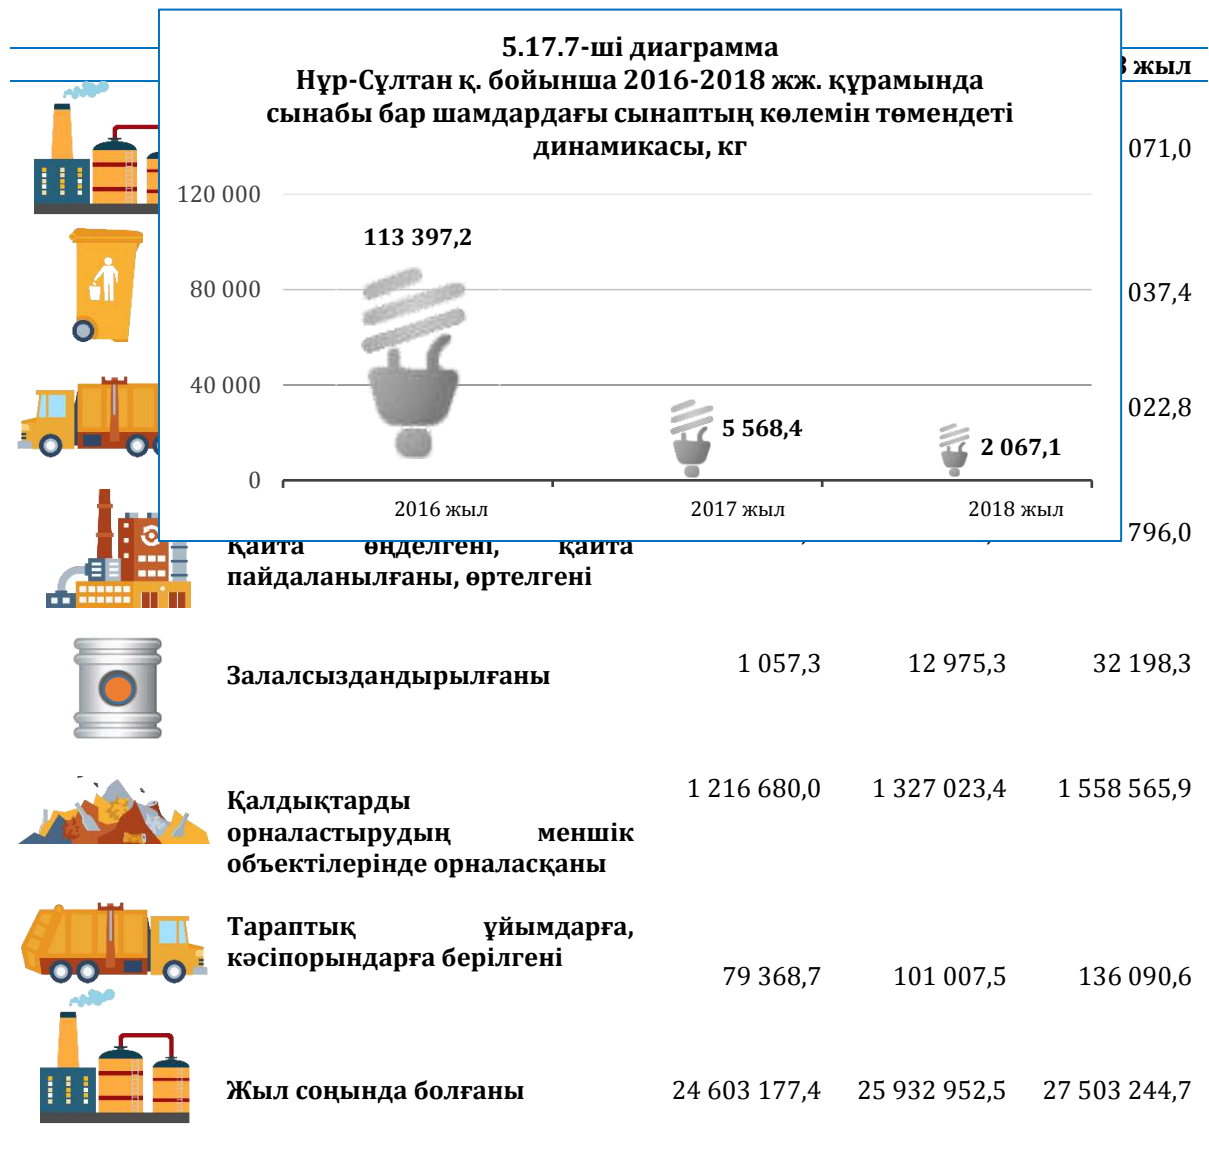 5.17.7-ші диаграмма
Нұр-Сұлтан қ. бойынша 2016-2018 жж. құрамында
сынабы бар шамдардағы сынаптың көлемін төмендеті
динамикасы, кг
жыл
120 000
113 397,2
80 000
40 000
5 568,4
2 067,1
0
2016 жыл 2017 жыл 2018 жыл
071,0
037,4
022,8
796,0
Қайта өңделгені, қайта
пайдаланылғаны, өртелгені
Залалсыздандырылғаны 1 057,3 12 975,3 32 198,3
Қалдықтарды 1 216 680,0 1 327 023,4 1 558 565,9
орналастырудың меншік
объектілерінде орналасқаны
Тараптық ұйымдарға,
кәсіпорындарға берілгені
79 368,7 101 007,5 136 090,6
Жыл соңында болғаны 24 603 177,4 25 932 952,5 27 503 244,7